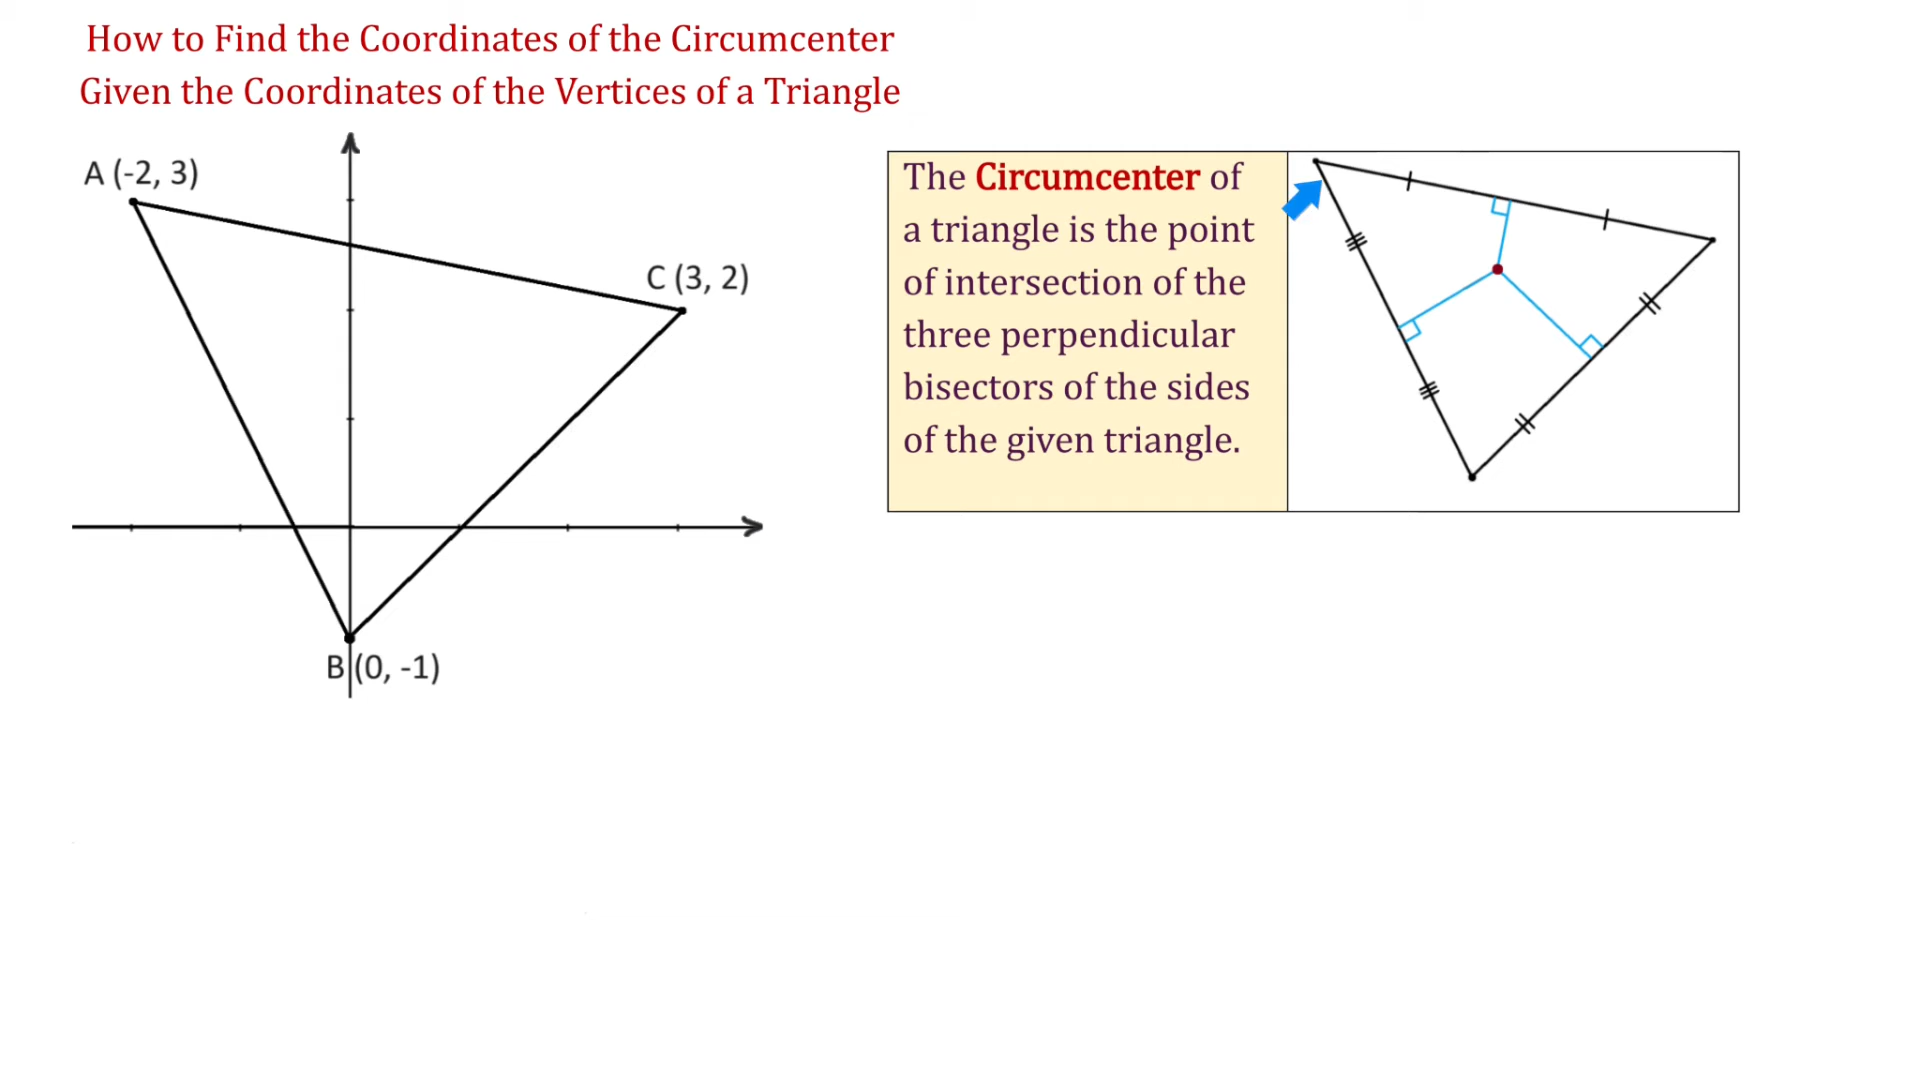 How to Find the Coordinates of the Circumcenter
Given the Coordinates of the Vertices of a Triangle
A (-2, 3)
C (3, 2)
B (0, -1)
The Circumcenter of
a triangle is the point
of intersection of the
three perpendicular
bisectors of the sides
of the given triangle.